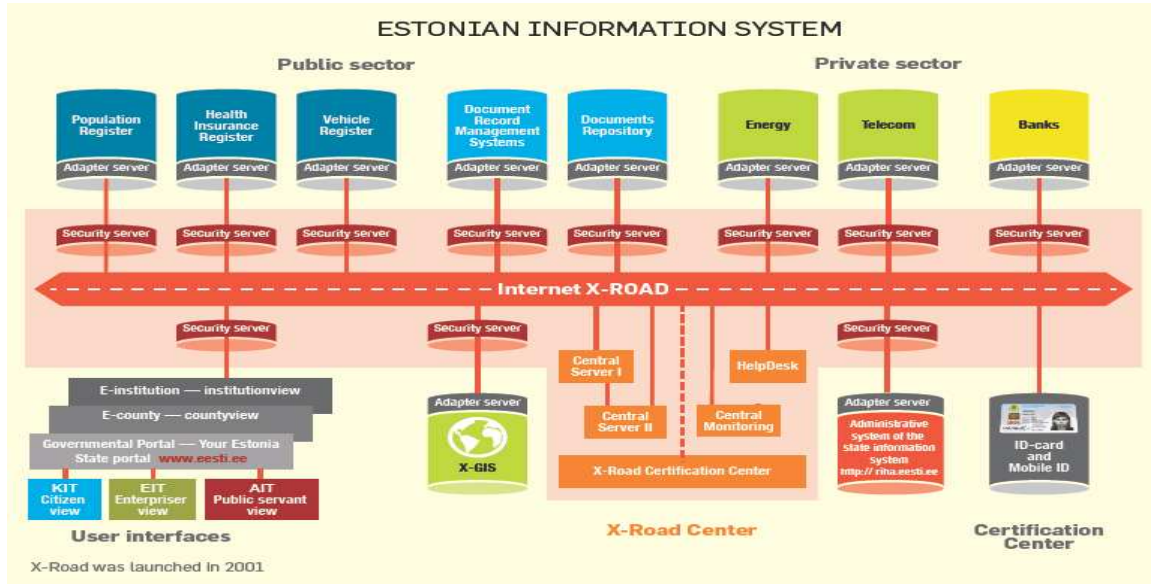 ESTONIAN INFORMATION SYSTEM
Public sector
Private sector
Population
Register
Adapter server
Health
Insurance
Register
Adapter server
Vehicle
Register
Adapter server
Document
Record
Management
Systems
Adapter server
Documents
Repository
Adapter server
Energy
Adapter server
Telecom
Adapter server
Banks
Adapter server
Security server
Security server
Security server
Security server
Security server
Security server
Security server
Security server
Internet X-ROAD
Security server
Security server
Security server
Central
Server I
HelpDesk
Central
Server II
Central
Monitoring
X-Road Certification Center
X-Road Center
E-institution — institutionview
E-county — countyview
Governmental Portal — Your Estonia
State portal www.eesti.ee
KIT
Citizen
view
EIT
Enterpriser
view
AIT
Public servant
view
User interfaces
Adapter server
X-GIS
Adapter server
Administrative
system of the
state information
system
http:// riha.eesti.ee
ID-card
and
Mobile ID
Certification
Center
X-Road was launched in 2001